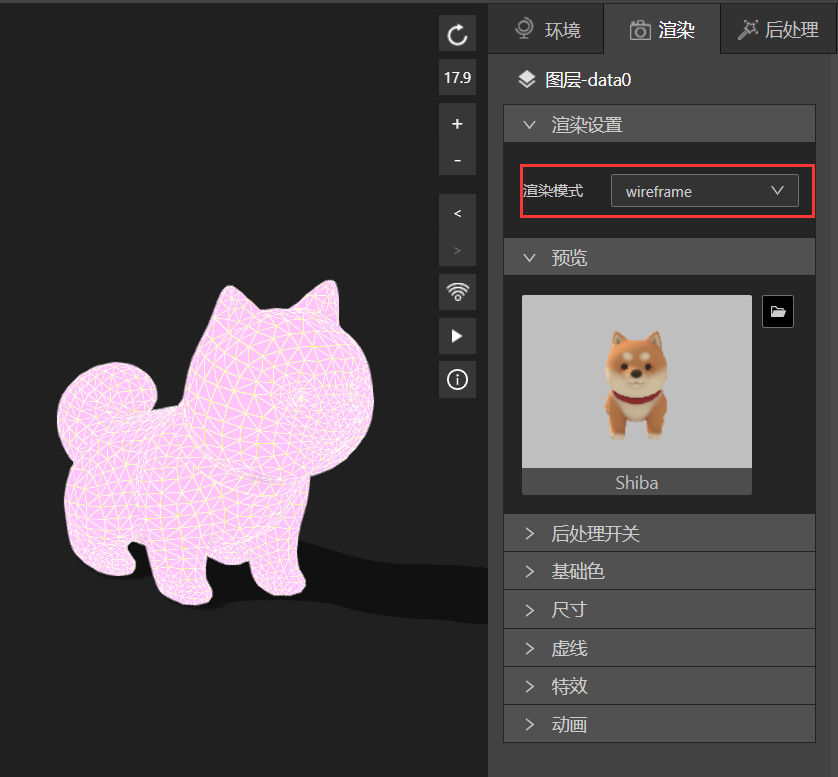 17.9
+
-
<
>
环境
渲染
后处理
图层-data0
渲染设置
渲染模式
wireframe
预览
Shiba
后处理开关
基础色
尺寸
虚线
特效
动画